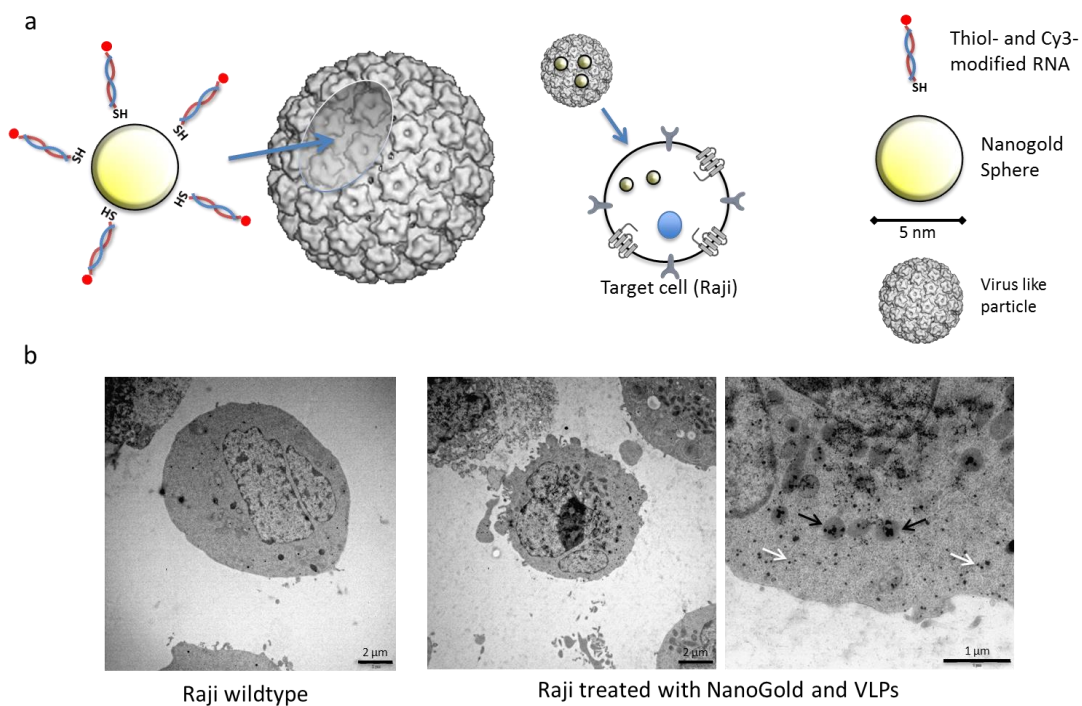 a
SH
SH
SH
SH
SH
Target cell (Raji)
SH
Thiol- and Cy3-
modified RNA
Nanogold
Sphere
5 nm
Virus like
particle
b
2 µm
2 µm
1 µm
Raji wildtype
Raji treated with NanoGold and VLPs